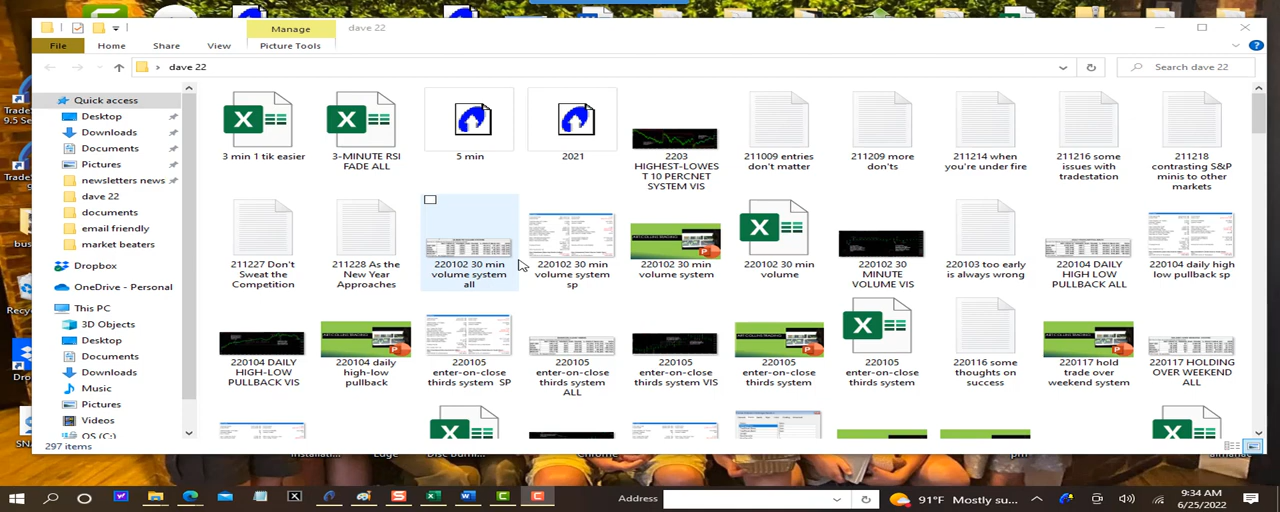 Manage
dave 22
File
Home
Share
View
Picture Tools
dave 22
Search dave 22
Quick access
Desktop
Downloads
Documents
Pictures
newsletters news
dave 22
documents
email friendly
market beaters
Dropbox
OneDrive - Personal
This PC
3D Objects
Desktop
Documents
Downloads
Music
Pictures
Videos
OS (C:)
297 items
3 min 1 tik easier
3-MINUTE RSI
FADE ALL
5 min
2021
2203
HIGHEST-LOWES
T 10 PERCNET
SYSTEM VIS
211009 entries
don't matter
211209 more
don'ts
211214 when
you're under fire
211216 some
issues with
tradestation
211218
contrasting S&P
minis to other
markets
211227 Don't
Sweat the
Competition
211228 As the
New Year
Approaches
220102 30 min
volume system
all
220102 30 min
volume system
sp
220102 30 min
volume system
220102 30 min
volume
220102 30
MINUTE
VOLUME VIS
220103 too early
is always wrong
220104 DAILY
HIGH LOW
PULLBACK ALL
220104 daily high
low pullback sp
220104 DAILY
HIGH-LOW
PULLBACK VIS
220104 daily
high-low
pullback
220105
enter-on-close
thirds system SP
220105
enter-on-close
thirds system
ALL
220105
enter-on-close
thirds system VIS
220105
enter-on-close
thirds system
220105
enter-on-close
thirds system
220116 some
thoughts on
success
220117 hold
trade over
weekend system
220117 HOLDING
OVER WEEKEND
ALL
Address
91°F Mostly su...
9:34 AM
6/25/2022